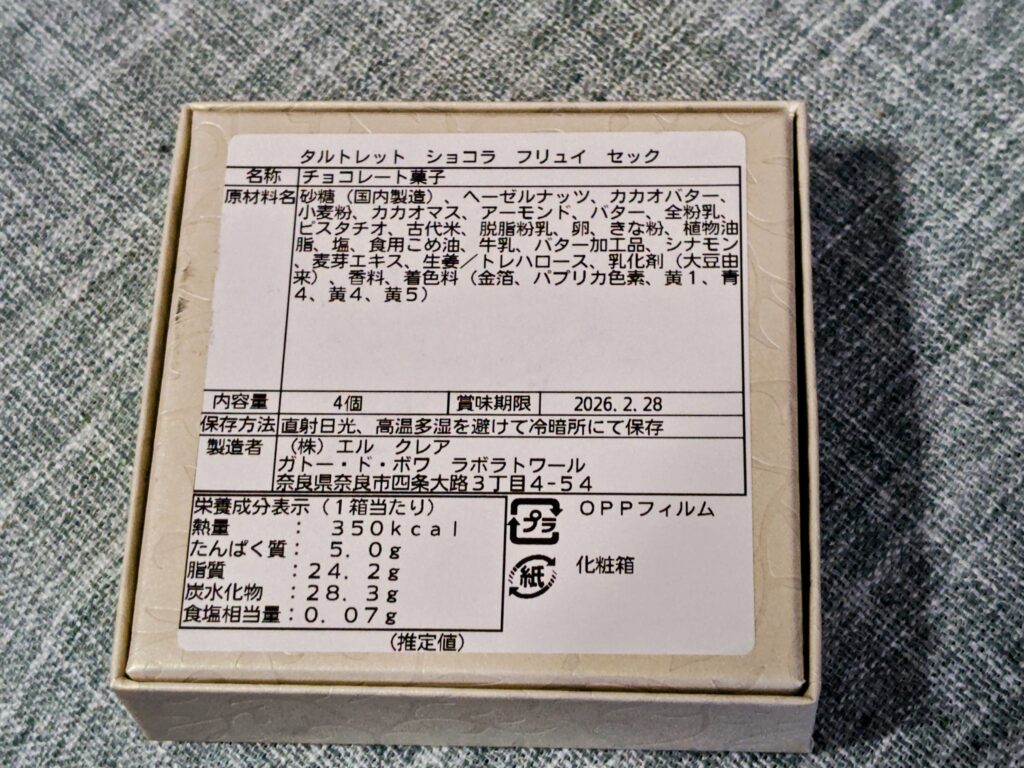 タルトレット　ショコラ　フリュイ　セック
名称　チョコレート菓子
原材料名　砂糖（国内製造）、ヘーゼルナッツ、カカオバター、
小麦粉、カカオマス、アーモンド、バター、全粉乳、
ピスタチオ、古代米、脱脂粉乳、卵、きな粉、植物油
脂、塩、食用こめ油、牛乳、バター加工品、シナモン
、麦芽エキス、生姜／トレハロース、乳化剤（大豆由
来）、香料、着色料（金箔、パプリカ色素、黄１、青
４、黄４、黄５）
内容量　4個　賞味期限　2026.2.28
保存方法　直射日光、高温多湿を避けて冷暗所にて保存
製造者　（株）エル　クレア
ガトー・ド・ボワ　ラボラトワール
奈良県奈良市四条大路３丁目4-５４
栄養成分表示（１箱当たり）
熱量　：　３５０ｋｃａｌ
たんぱく質：　５．０ｇ
脂質　：２４．２ｇ
炭水化物　：２８．３ｇ
食塩相当量：０．０７ｇ
（推定値）
プラ　ＯＰＰフィルム
紙　化粧箱